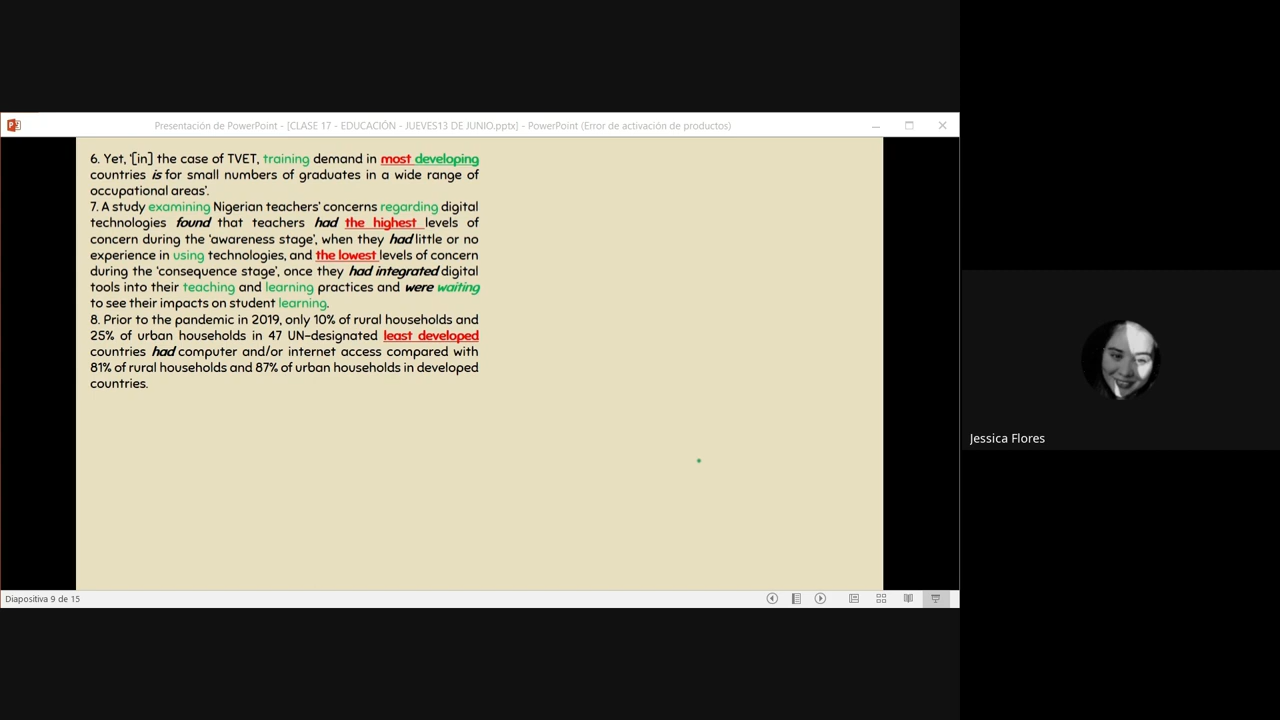 Presentación de PowerPoint - [CLASE 17 - EDUCACIÓN - JUEVES13 DE JUNIO.pptx] - PowerPoint (Error de activación de productos)
6. Yet, '[in] the case of TVET, training demand in most developing
countries is for small numbers of graduates in a wide range of
occupational areas'.
7. A study examining Nigerian teachers' concerns regarding digital
technologies found that teachers had the highest levels of
concern during the 'awareness stage', when they had little or no
experience in using technologies, and the lowest levels of concern
during the 'consequence stage', once they had integrated digital
tools into their teaching and learning practices and were waiting
to see their impacts on student learning.
8. Prior to the pandemic in 2019, only 10% of rural households and
25% of urban households in 47 UN-designated least developed
countries had computer and/or internet access compared with
81% of rural households and 87% of urban households in developed
countries.
Jessica Flores
Diapositiva 9 de 15